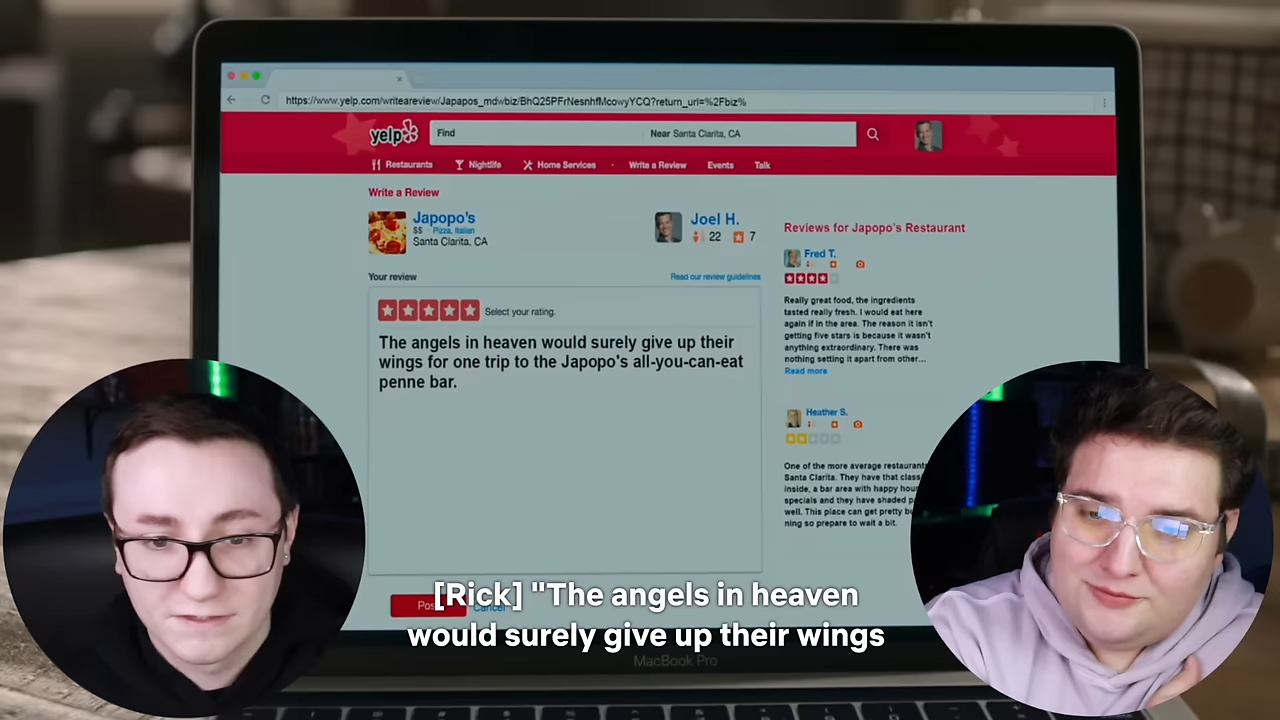 https://www.yelp.com/writeareview/Japapos_mdwbiz/BhQ25PFrNesnhfMcowyYCQ?return_url=%2Fbiz%
yelp
Find
Near Santa Clarita, CA
Restaurants
Nightlife
Home Services
Write a Review
Events
Talk
Write a Review
Japopo's
$$ Pizza, Italian
Santa Clarita, CA
Joel H.
22 7
Your review
Read our review guidelines
Select your rating.
The angels in heaven would surely give up their
wings for one trip to the Japopo's all-you-can-eat
penne bar.
Cancel
Reviews for Japopo's Restaurant
Fred T.
Really great food, the ingredients
tasted really fresh. I would eat here
again if in the area. The reason it isn't
getting five stars is because it wasn't
anything extraordinary. There was
nothing setting it apart from other...
Read more
Heather S.
One of the more average restaurant
Santa Clarita. They have that clas
inside, a bar area with happy hou
specials and they have shaded p
well. This place can get pretty b
ning so prepare to wait a bit.
[Rick] "The angels in heaven
would surely give up their wings
MacBook Pro